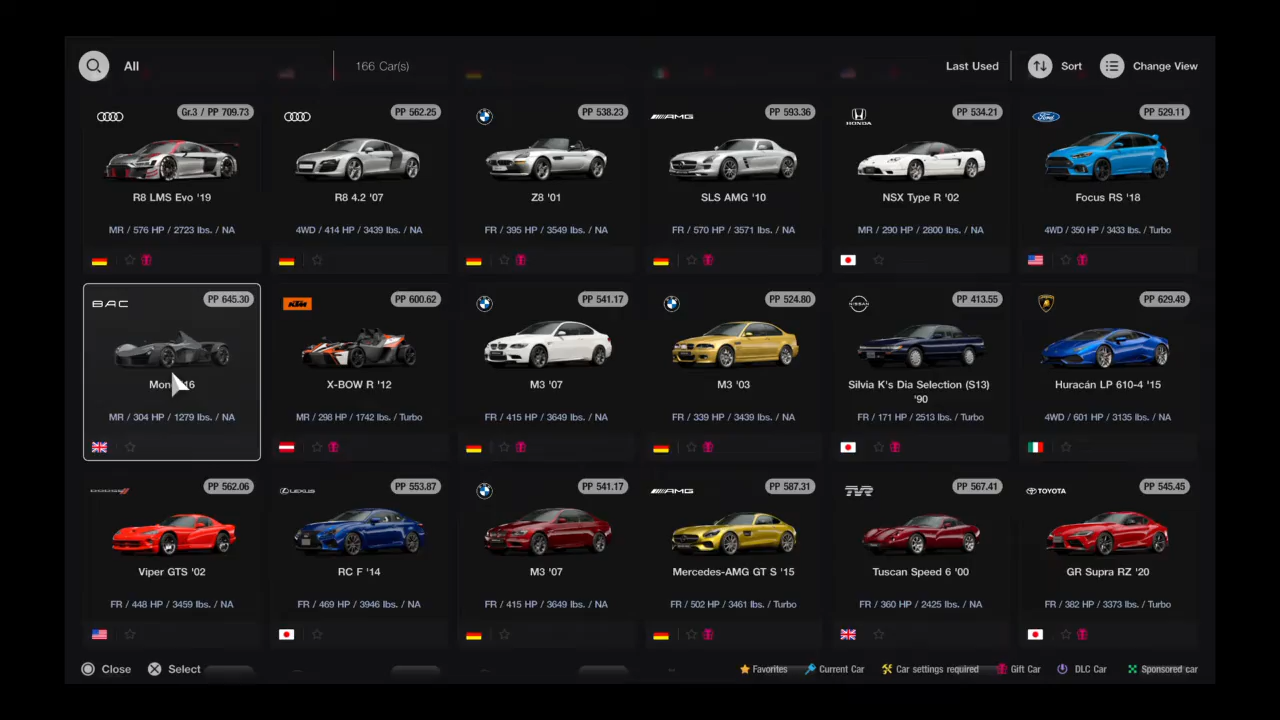 All
166 Car(s)
Last Used
Sort
Change View
Gr.3 / PP 709.73
R8 LMS Evo '19
MR / 576 HP / 2723 lbs. / NA
PP 562.25
R8 4.2 '07
4WD / 414 HP / 3439 lbs. / NA
PP 538.23
Z8 '01
FR / 395 HP / 3549 lbs. / NA
AMG
PP 593.36
SLS AMG '10
FR / 570 HP / 3571 lbs. / NA
HONDA
PP 534.21
NSX Type R '02
MR / 290 HP / 2800 lbs. / NA
Ford
PP 529.11
Focus RS '18
4WD / 350 HP / 3433 lbs. / Turbo
BAC
PP 645.30
MR / 304 HP / 1279 lbs. / NA
KTM
PP 600.62
X-BOW R '12
MR / 298 HP / 1742 lbs. / Turbo
PP 541.17
M3 '07
FR / 415 HP / 3649 lbs. / NA
PP 524.80
M3 '03
FR / 339 HP / 3439 lbs. / NA
NISSAN
PP 413.55
Silvia K's Dia Selection (S13)
'90
FR / 171 HP / 2513 lbs. / Turbo
PP 629.49
Huracán LP 610-4 '15
4WD / 601 HP / 3135 lbs. / NA
DODGE
PP 562.06
Viper GTS '02
FR / 448 HP / 3459 lbs. / NA
LEXUS
PP 553.87
RC F '14
FR / 469 HP / 3946 lbs. / NA
PP 541.17
M3 '07
FR / 415 HP / 3649 lbs. / NA
AMG
PP 587.31
Mercedes-AMG GT S '15
FR / 502 HP / 3461 lbs. / Turbo
TVR
PP 567.41
Tuscan Speed 6 '00
FR / 360 HP / 2425 lbs. / NA
TOYOTA
PP 545.45
GR Supra RZ '20
FR / 382 HP / 3373 lbs. / Turbo
Close
Select
Favorites
Current Car
Car settings required
Gift Car
DLC Car
Sponsored car